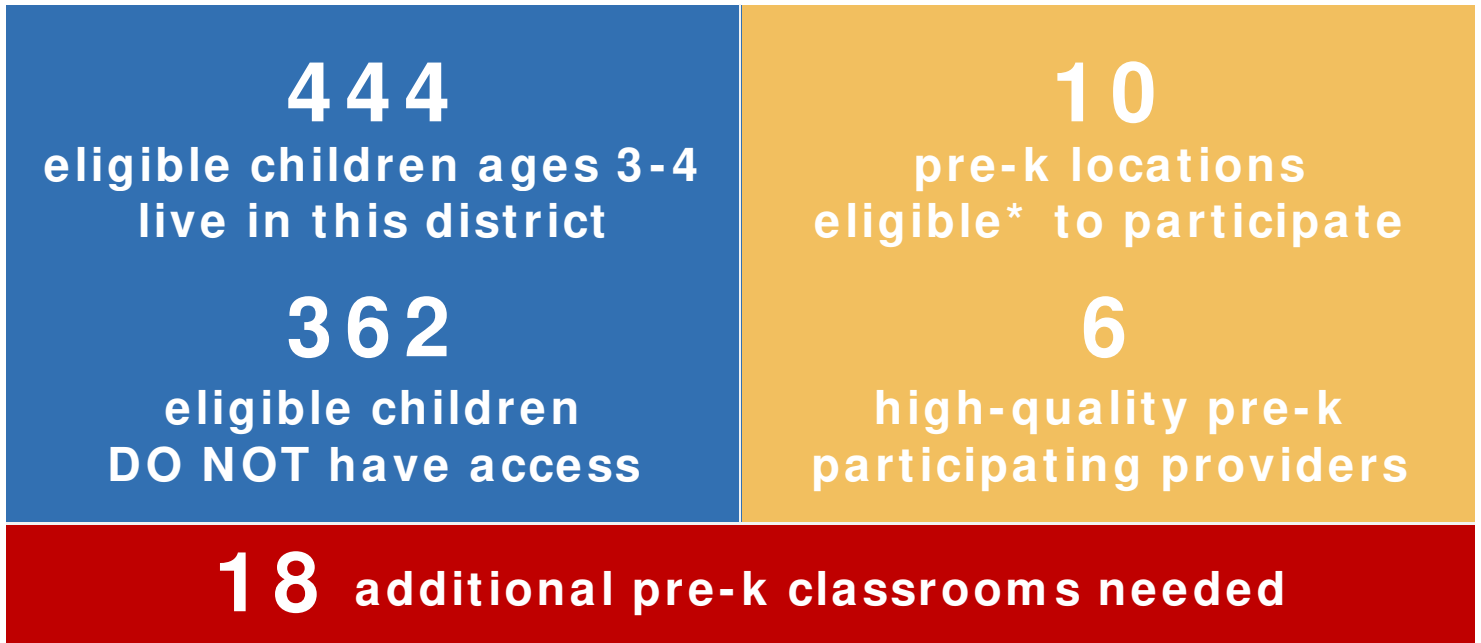 444
eligible children ages 3-4
live in this district
362
eligible children
DO NOT have access
10
pre-k locations
eligible* to participate
6
high-quality pre-k
participating providers
18 additional pre-k classrooms needed